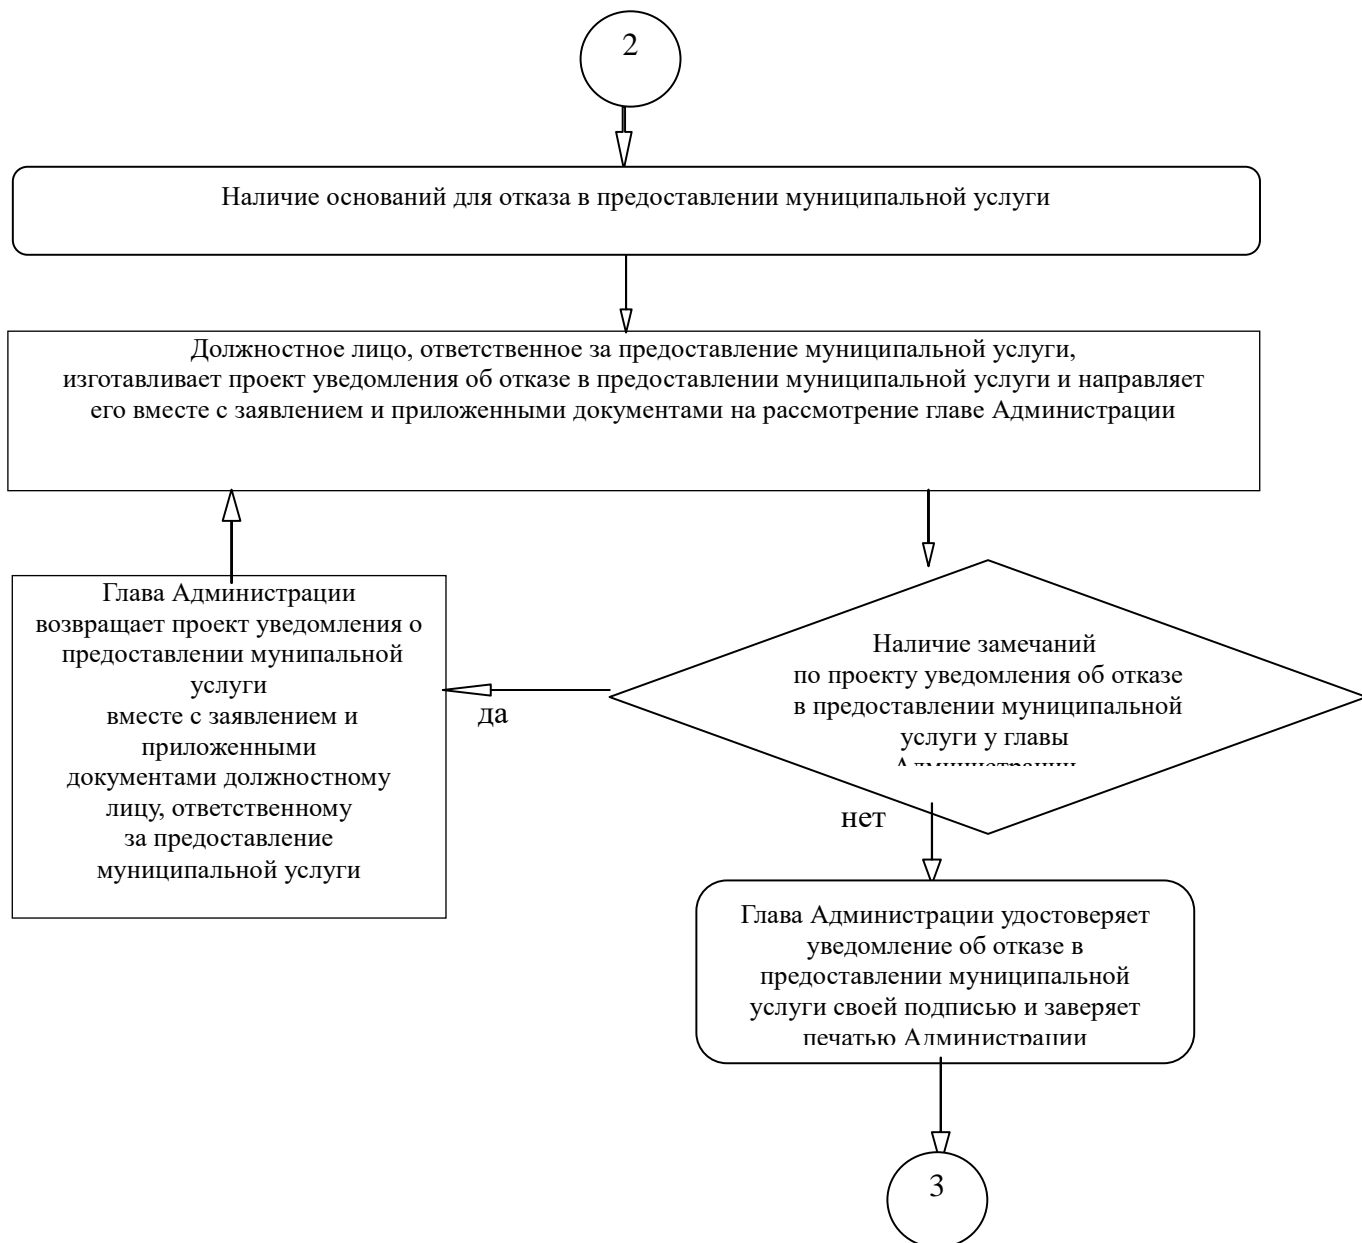 2
Наличие оснований для отказа в предоставлении муниципальной услуги
Должностное лицо, ответственное за предоставление муниципальной услуги,
изготавливает проект уведомления об отказе в предоставлении муниципальной услуги и направляет
его вместе с заявлением и приложенными документами на рассмотрение главе Администрации
Глава Администрации
возвращает проект уведомления о
предоставлении мунипальной
услуги
вместе с заявлением и
приложенными
документами должностному
лицу, ответственному
за предоставление
муниципальной услуги
да
Наличие замечаний
по проекту уведомления об отказе
в предоставлении муниципальной
услуги у главы
Администрации
нет
Глава Администрации удостоверяет
уведомление об отказе в
предоставлении муниципальной
услуги своей подписью и заверяет
печатью Администрации
3